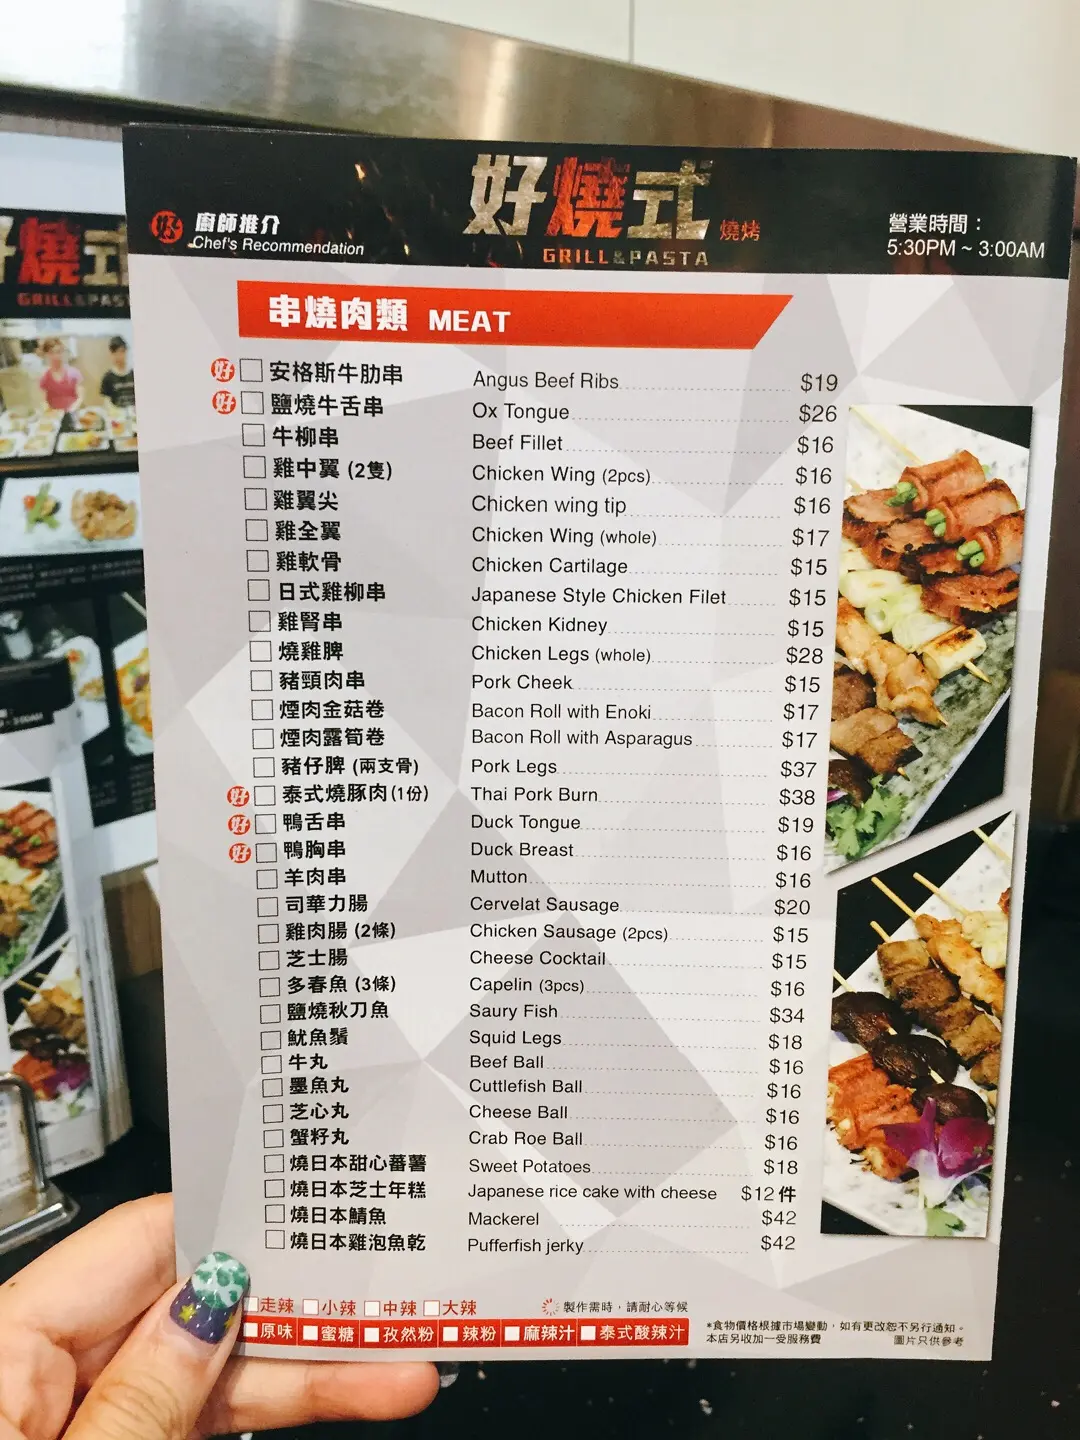 好 廚師推介
Chef's Recommendation
好燒式 燒烤
GRILL&PASTA
營業時間：
5:30PM ~ 3:00AM
串燒肉類 MEAT
好 安格斯牛肋串 Angus Beef Ribs $19
好 鹽燒牛舌串 Ox Tongue $26
牛柳串 Beef Fillet $16
雞中翼 (2隻) Chicken Wing (2pcs) $16
雞翼尖 Chicken wing tip $16
雞全翼 Chicken Wing (whole) $17
雞軟骨 Chicken Cartilage $15
日式雞柳串 Japanese Style Chicken Filet $15
雞腎串 Chicken Kidney $15
燒雞脾 Chicken Legs (whole) $28
豬頸肉串 Pork Cheek $15
煙肉金菇卷 Bacon Roll with Enoki $17
煙肉露筍卷 Bacon Roll with Asparagus $17
豬仔脾 (兩支骨) Pork Legs $37
好 泰式燒豚肉(1份) Thai Pork Burn $38
好 鴨舌串 Duck Tongue $19
好 鴨胸串 Duck Breast $16
羊肉串 Mutton $16
司華力腸 Cervelat Sausage $20
雞肉腸 (2條) Chicken Sausage (2pcs) $15
芝士腸 Cheese Cocktail $15
多春魚 (3條) Capelin (3pcs) $16
鹽燒秋刀魚 Saury Fish $34
魷魚鬚 Squid Legs $18
牛丸 Beef Ball $16
墨魚丸 Cuttlefish Ball $16
芝心丸 Cheese Ball $16
蟹籽丸 Crab Roe Ball $16
燒日本甜心蕃薯 Sweet Potatoes $18
燒日本芝士年糕 Japanese rice cake with cheese $12件
燒日本鯖魚 Mackerel $42
燒日本雞泡魚乾 Pufferfish jerky $42
走辣 小辣 中辣 大辣
製作需時，請耐心等候
原味 蜜糖 孜然粉 辣粉 麻辣汁 泰式酸辣汁
*食物價格根據市場變動，如有更改恕不另行通知。
本店另收加一受服務費 圖片只供參考